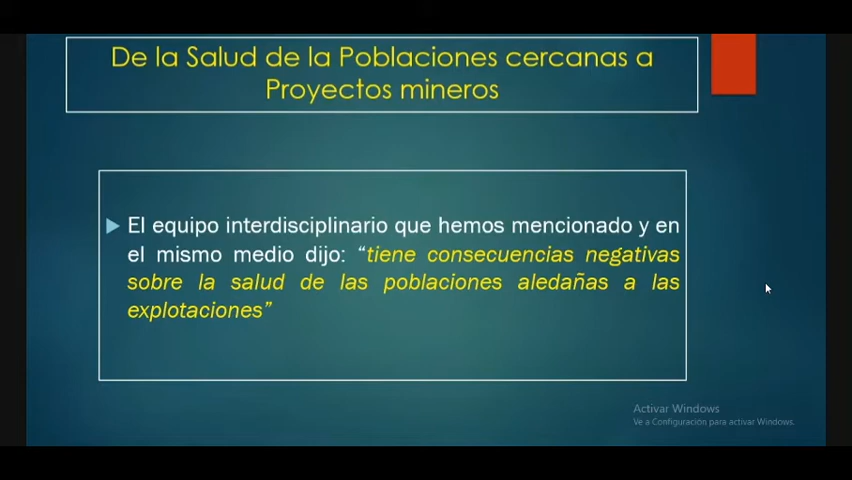 De la Salud de la Poblaciones cercanas a
Proyectos mineros
El equipo interdisciplinario que hemos mencionado y en
el mismo medio dijo: “tiene consecuencias negativas
sobre la salud de las poblaciones aledañas a las
explotaciones”
Activar Windows
Ve a Configuración para activar Windows.